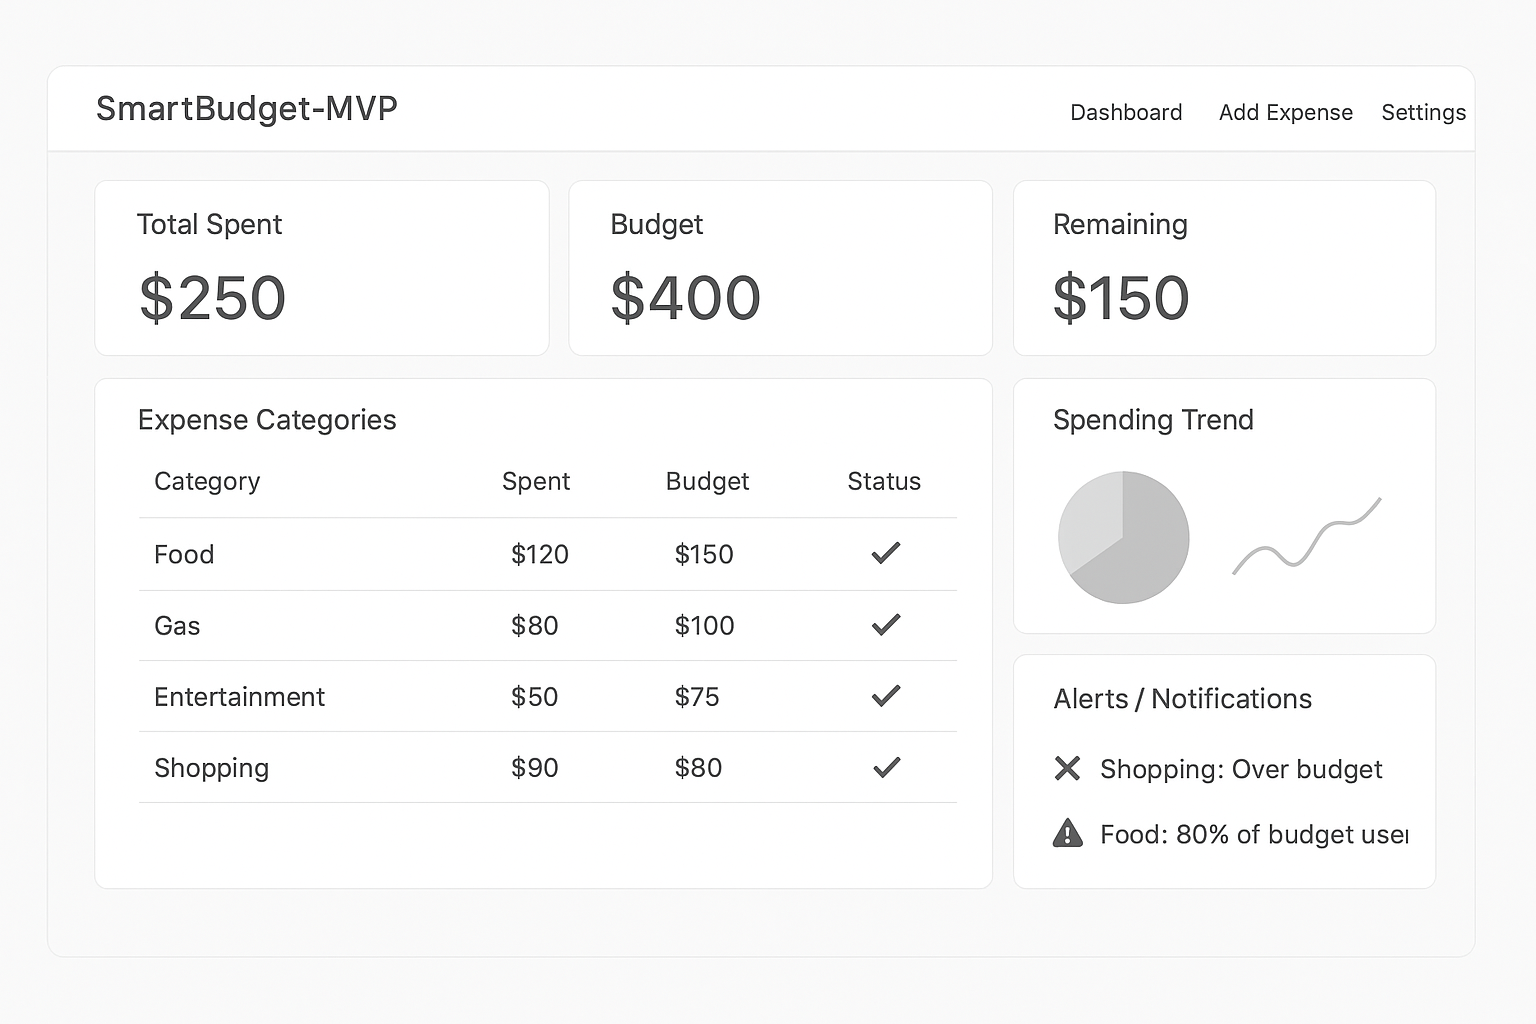 SmartBudget-MVP
Dashboard Add Expense Settings
Total Spent
$250
Budget
$400
Remaining
$150
Expense Categories
Category Spent Budget Status
Food $120 $150 ✓
Gas $80 $100 ✓
Entertainment $50 $75 ✓
Shopping $90 $80 ✓
Spending Trend
Alerts / Notifications
Shopping: Over budget
Food: 80% of budget